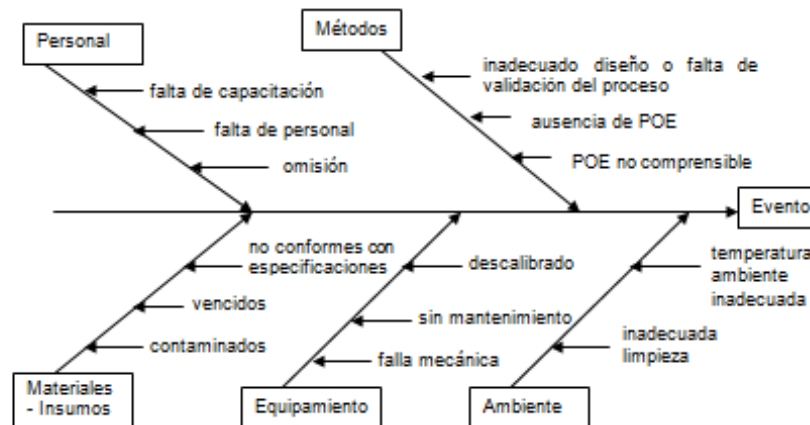 Personal
Métodos
falta de capacitación
falta de personal
omisión
inadecuado diseño o falta de
validación del proceso
ausencia de POE
POE no comprensible
Evento
no conformes con
especificaciones
vencidos
contaminados
descalibrado
sin mantenimiento
falla mecánica
temperatura
ambiente
inadecuada
inadecuada
limpieza
Materiales
- Insumos
Equipamiento
Ambiente